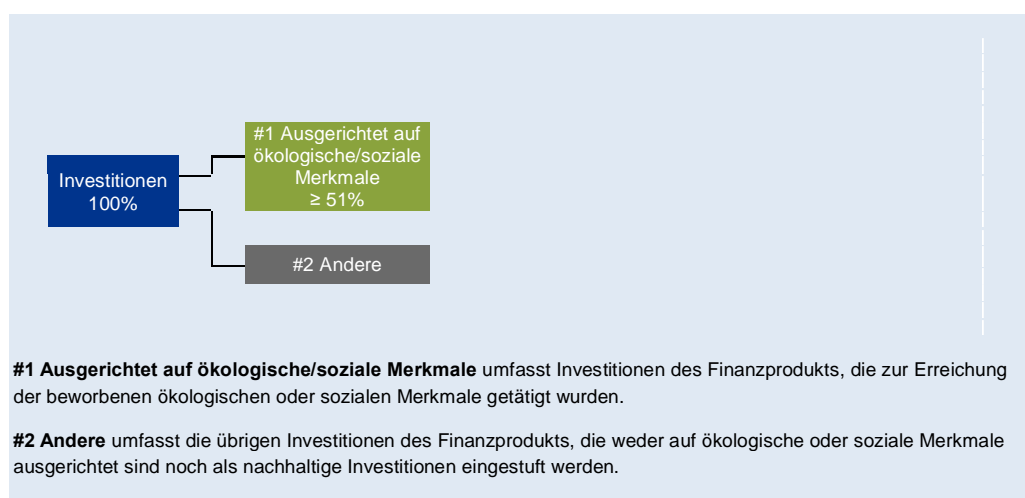 #1 Ausgerichtet auf
ökologische/soziale
Merkmale
≥ 51%
Investitionen
100%
#2 Andere
#1 Ausgerichtet auf ökologische/soziale Merkmale umfasst Investitionen des Finanzprodukts, die zur Erreichung
der beworbenen ökologischen oder sozialen Merkmale getätigt wurden.
#2 Andere umfasst die übrigen Investitionen des Finanzprodukts, die weder auf ökologische oder soziale Merkmale
ausgerichtet sind noch als nachhaltige Investitionen eingestuft werden.